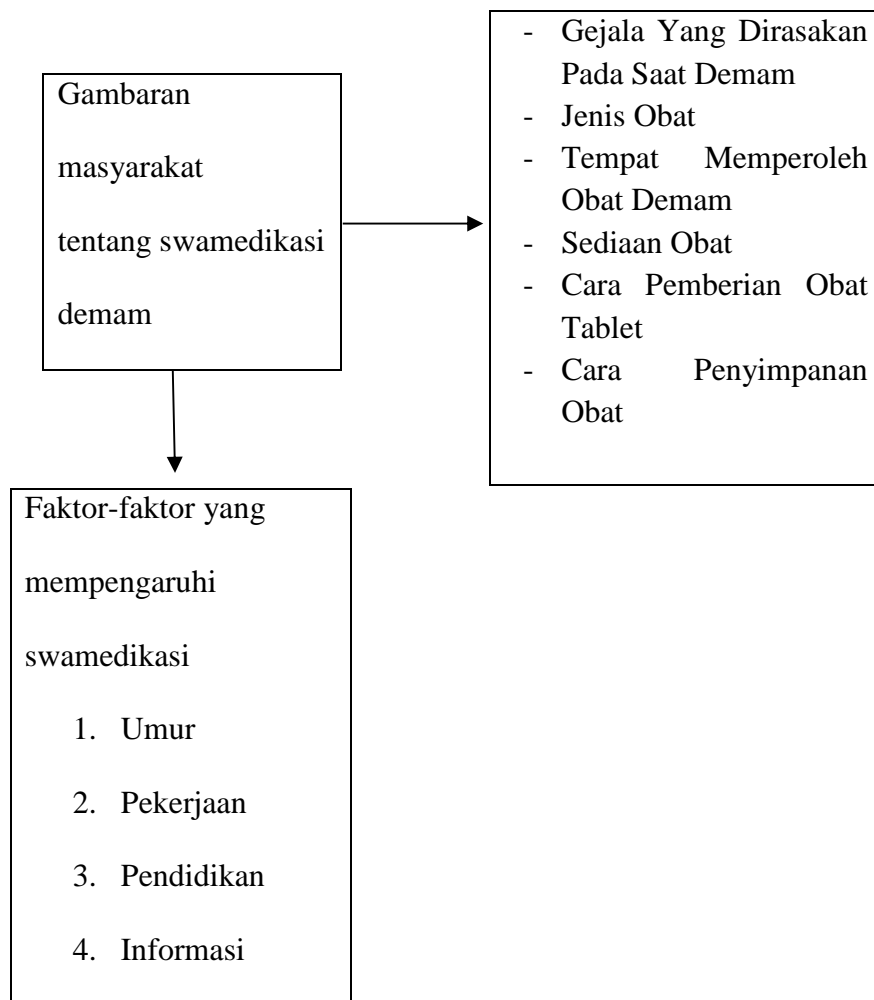 Gambaran
masyarakat
tentang swamedikasi
demam
- Gejala Yang Dirasakan
Pada Saat Demam
- Jenis Obat
- Tempat Memperoleh
Obat Demam
- Sediaan Obat
- Cara Pemberian Obat
Tablet
- Cara Penyimpanan
Obat
Faktor-faktor yang
mempengaruhi
swamedikasi
1. Umur
2. Pekerjaan
3. Pendidikan
4. Informasi